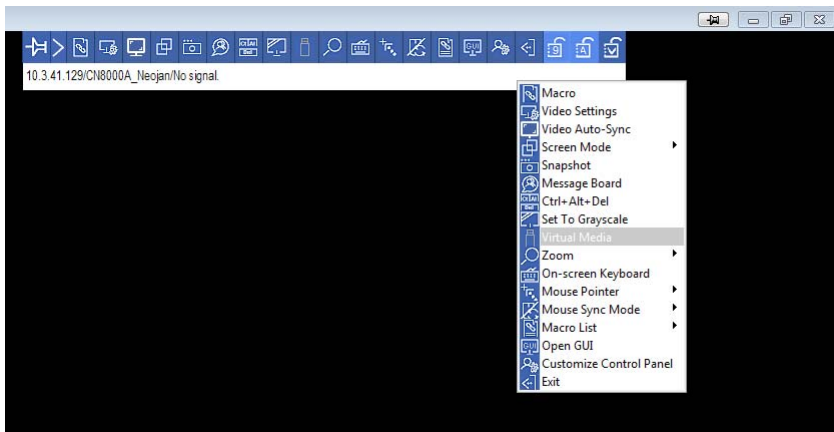 10.3.41.129/CN8000A_Neojan/No signal.
Macro
Video Settings
Video Auto-Sync
Screen Mode
Snapshot
Message Board
Ctrl+Alt+Del
Set To Grayscale
Virtual Media
Zoom
On-screen Keyboard
Mouse Pointer
Mouse Sync Mode
Macro List
Open GUI
Customize Control Panel
Exit